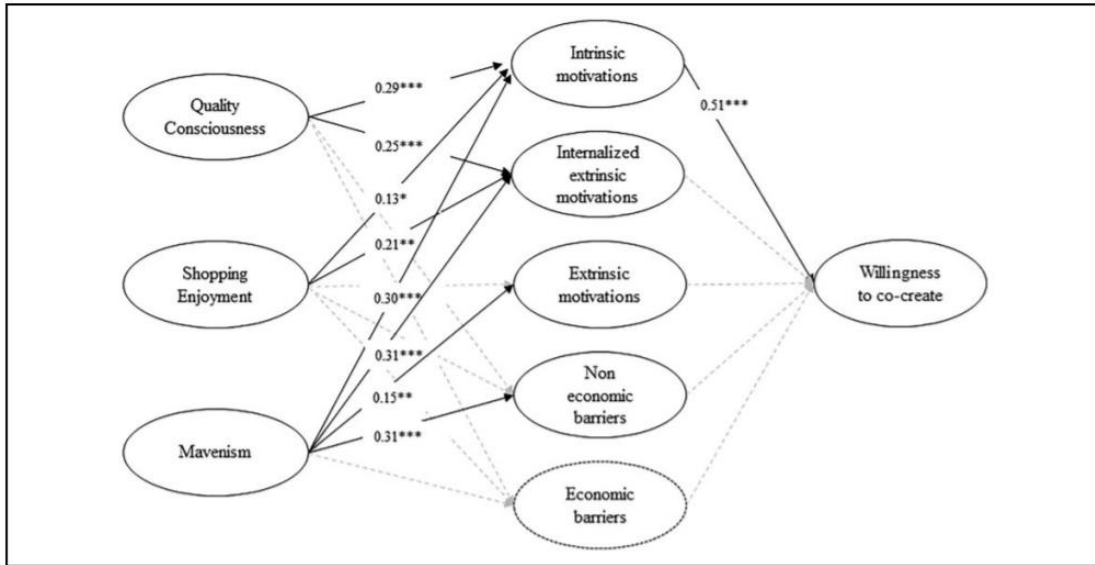 Quality
Consciousness
Shopping
Enjoyment
Mavenism
0.29***
0.25***
0.13*
0.21**
0.30***
0.31***
0.15**
0.31***
Intrinsic
motivations
Internalized
extrinsic
motivations
Extrinsic
motivations
Non
economic
barriers
Economic
barriers
0.51***
Willingness
to co-create